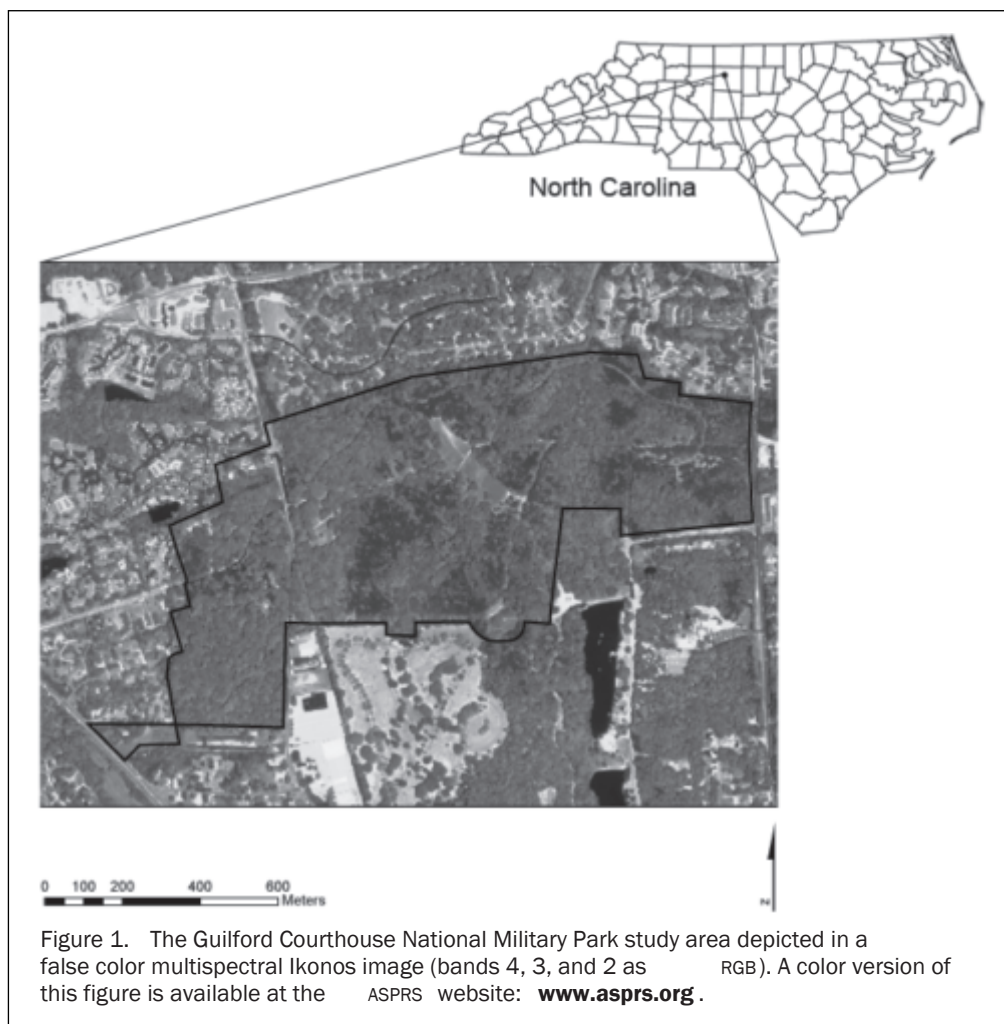 North Carolina
0 100 200 400 600
Meters
N
Figure 1. The Guilford Courthouse National Military Park study area depicted in a
false color multispectral Ikonos image (bands 4, 3, and 2 as RGB). A color version of
this figure is available at the ASPRS website: www.asprs.org.